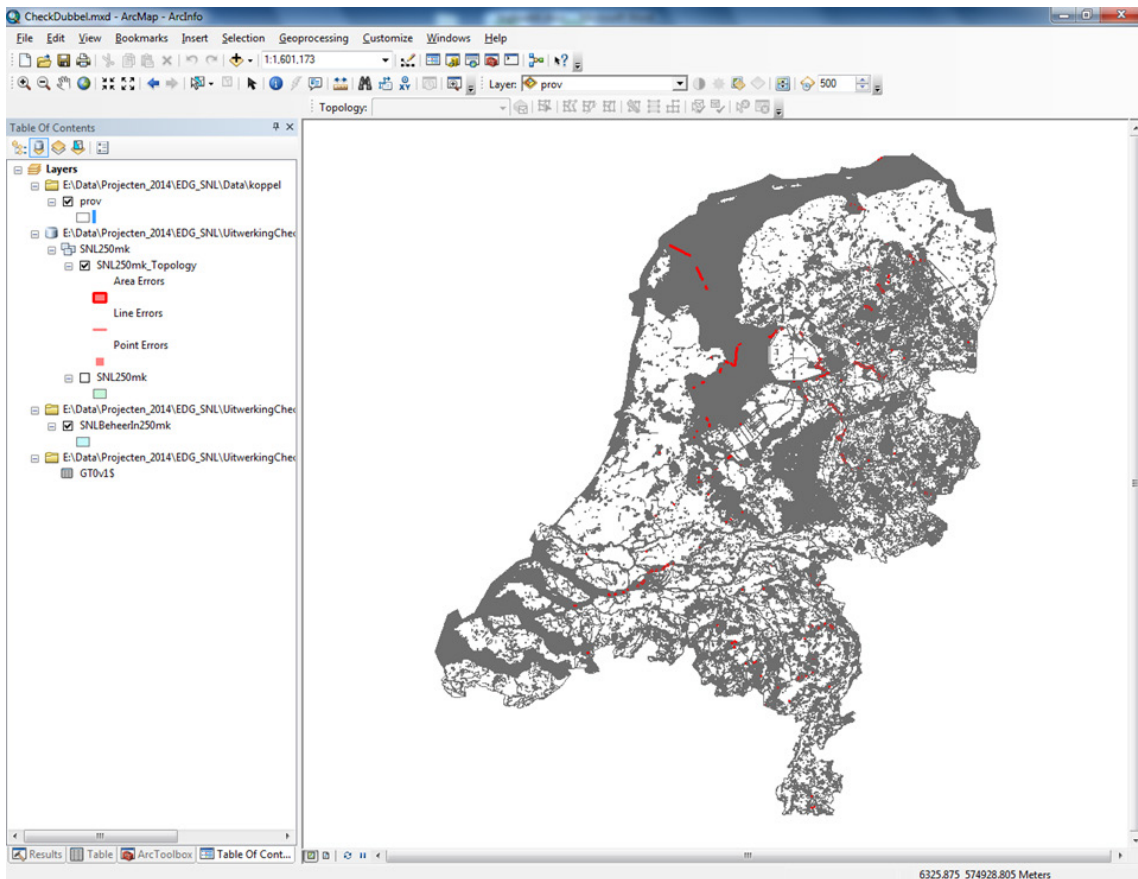 CheckDubbel.mxd - ArcMap - ArcInfo
File Edit View Bookmarks Insert Selection Geoprocessing Customize Windows Help
1:1,601,173
Layer: prov 500
Topology:
Table Of Contents
Layers
E:\Data\Projecten_2014\EDG_SNL\Data\koppel
prov
E:\Data\Projecten_2014\EDG_SNL\UitwerkingChec
SNL250mk
SNL250mk_Topology
Area Errors
Line Errors
Point Errors
SNL250mk
E:\Data\Projecten_2014\EDG_SNL\UitwerkingChec
SNLBeheerIn250mk
E:\Data\Projecten_2014\EDG_SNL\UitwerkingChec
GT0v1$
Results Table ArcToolbox Table Of Cont...
6325.875 574928.805 Meters